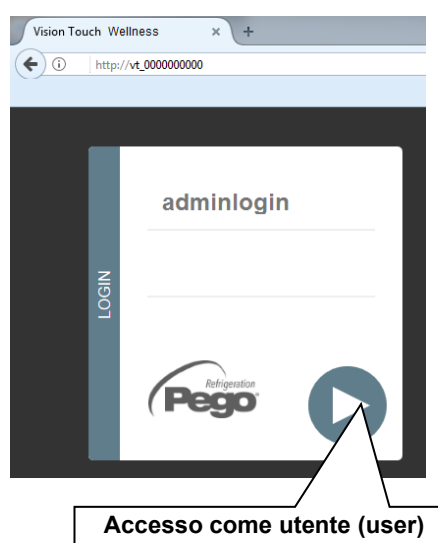 Vision Touch Wellness
http://vt_0000000000
adminlogin
LOGIN
Refrigeration
Pego
Accesso come utente (user)